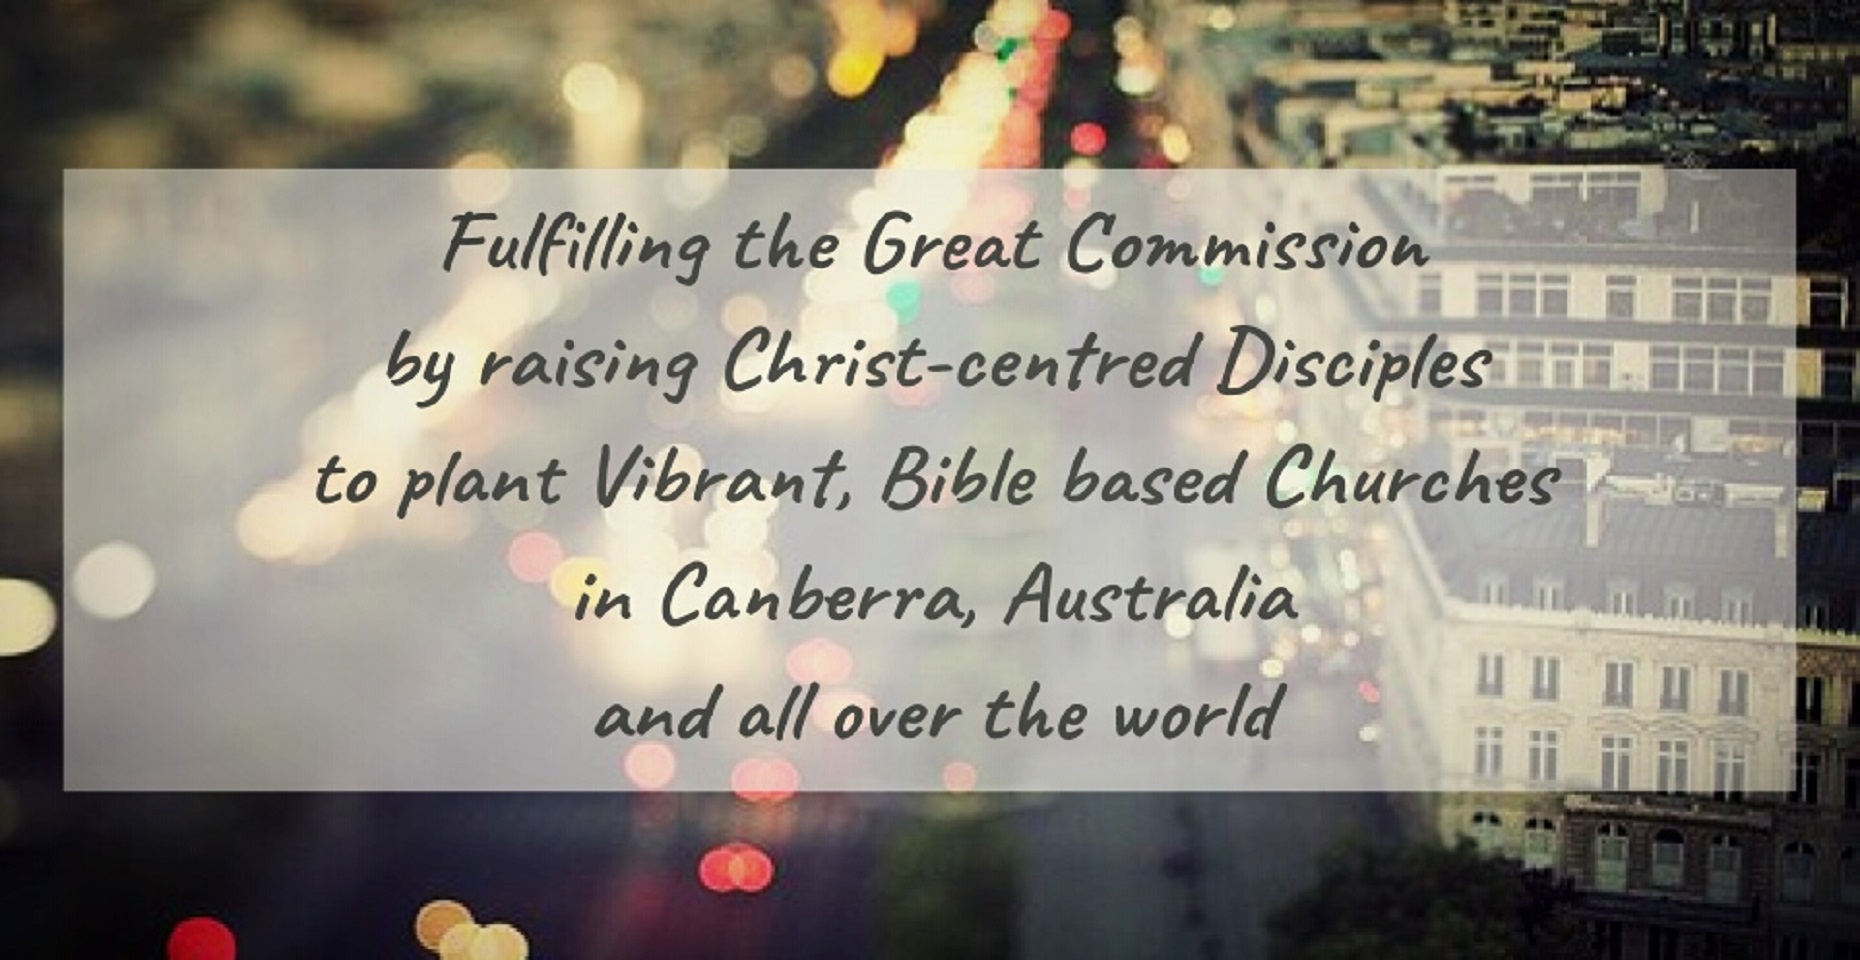 Fulfilling the Great Commission
by raising Christ-centred Disciples
to plant Vibrant, Bible based Churches
in Canberra, Australia
and all over the world